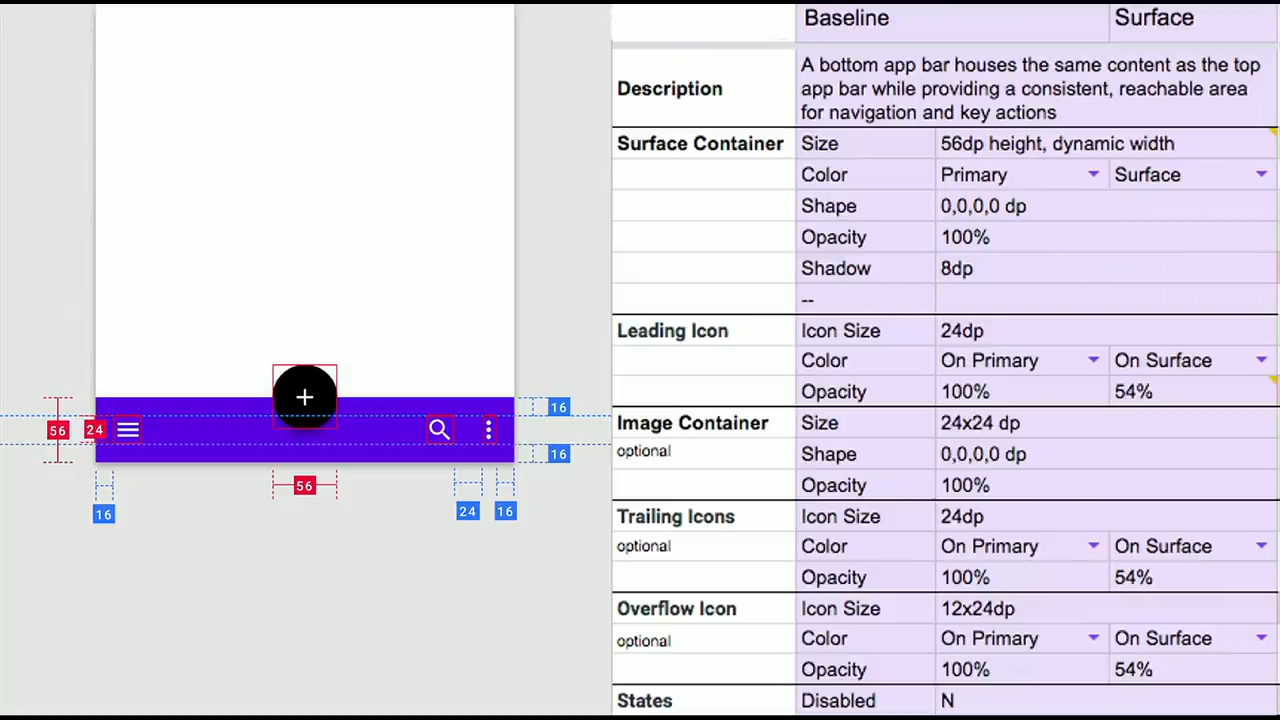 Baseline Surface
Description
A bottom app bar houses the same content as the top
app bar while providing a consistent, reachable area
for navigation and key actions
Surface Container Size 56dp height, dynamic width
Color Primary Surface
Shape 0,0,0,0 dp
Opacity 100%
Shadow 8dp
--
Leading Icon Icon Size 24dp
Color On Primary On Surface
Opacity 100% 54%
Image Container Size 24x24 dp
optional Shape 0,0,0,0 dp
Opacity 100%
Trailing Icons Icon Size 24dp
optional Color On Primary On Surface
Opacity 100% 54%
Overflow Icon Icon Size 12x24dp
optional Color On Primary On Surface
Opacity 100% 54%
States Disabled N
16
56 24
16
56
16 24 16